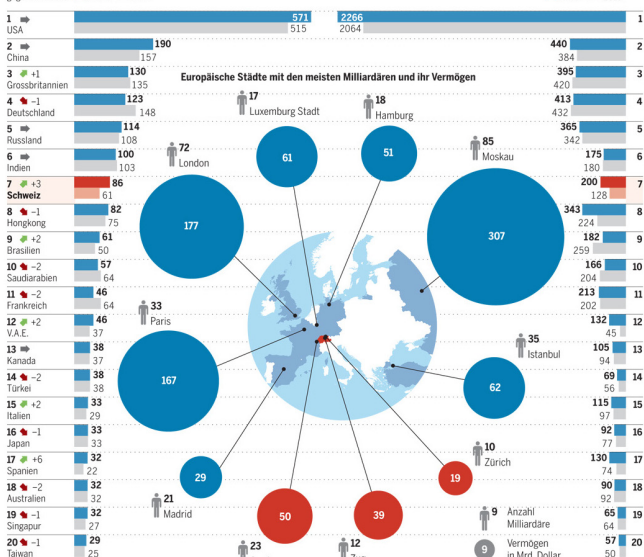 1 571 2266 1
USA 515 2064
2 190 440 2
China 157 384
3 +1 130 395 3
Grossbritannien 135 420
4 –1 123 413 4
Deutschland 148 432
5 114 365 5
Russland 108 342
6 100 175 6
Indien 103 180
7 +3 86 200 7
Schweiz 61 128
8 –1 82 343 8
Hongkong 75 224
9 +2 61 182 9
Brasilien 50 259
10 –2 57 166 10
Saudiarabien 64 204
11 –2 46 213 11
Frankreich 64 202
12 +2 46 132 12
V.A.E. 37 45
13 38 105 13
Kanada 37 94
14 –2 38 69 14
Türkei 38 56
15 +2 33 115 15
Italien 29 97
16 –1 33 92 16
Japan 33 77
17 +6 32 130 17
Spanien 22 74
18 –2 32 90 18
Australien 32 92
19 –1 32 65 19
Singapur 27 64
20 –1 29 57 20
Taiwan 25 50
Europäische Städte mit den meisten Milliardären und ihr Vermögen
17
Luxemburg Stadt
61
18
Hamburg
51
72
London
177
85
Moskau
307
33
Paris
167
35
Istanbul
62
21
Madrid
29
10
Zürich
19
23
50
12
39
9 Anzahl
Milliardäre
9 Vermögen
in Mrd. Dollar